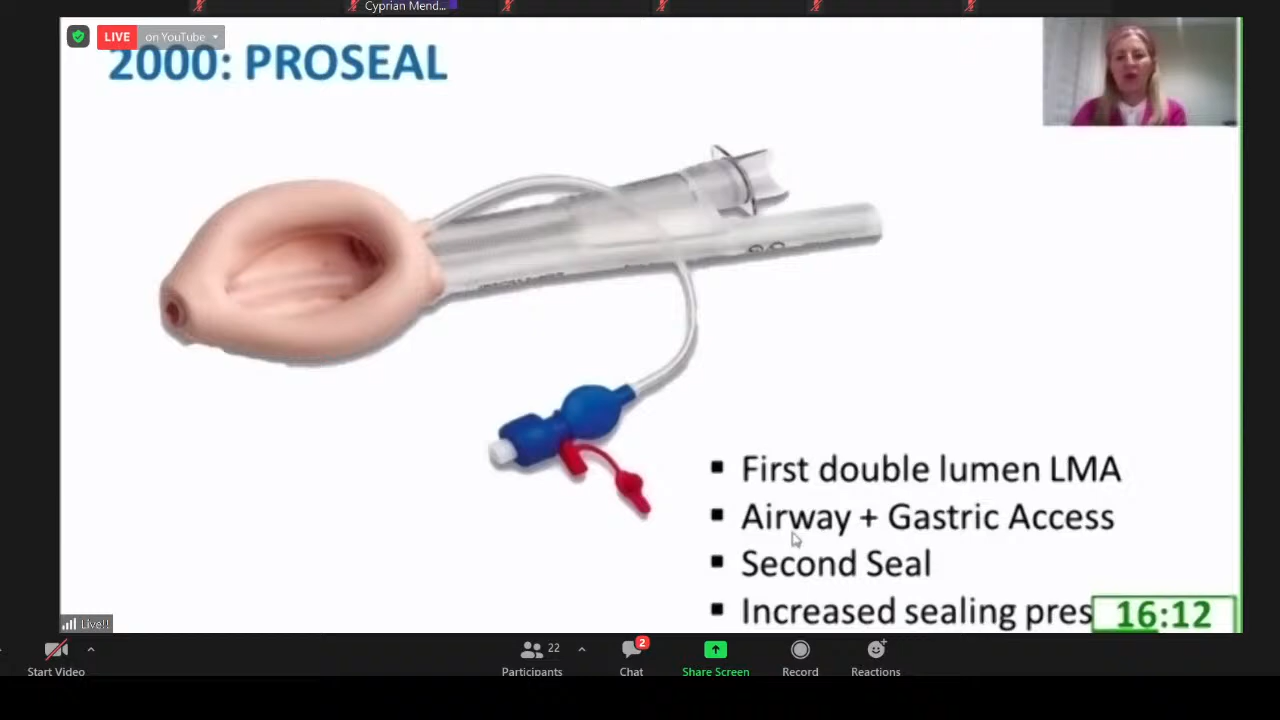 Cyprian Mend...
LIVE on YouTube
2000: PROSEAL
First double lumen LMA
Airway + Gastric Access
Second Seal
Increased sealing pres
16:12
Live!!
22
2
Start Video
Participants
Chat
Share Screen
Record
Reactions